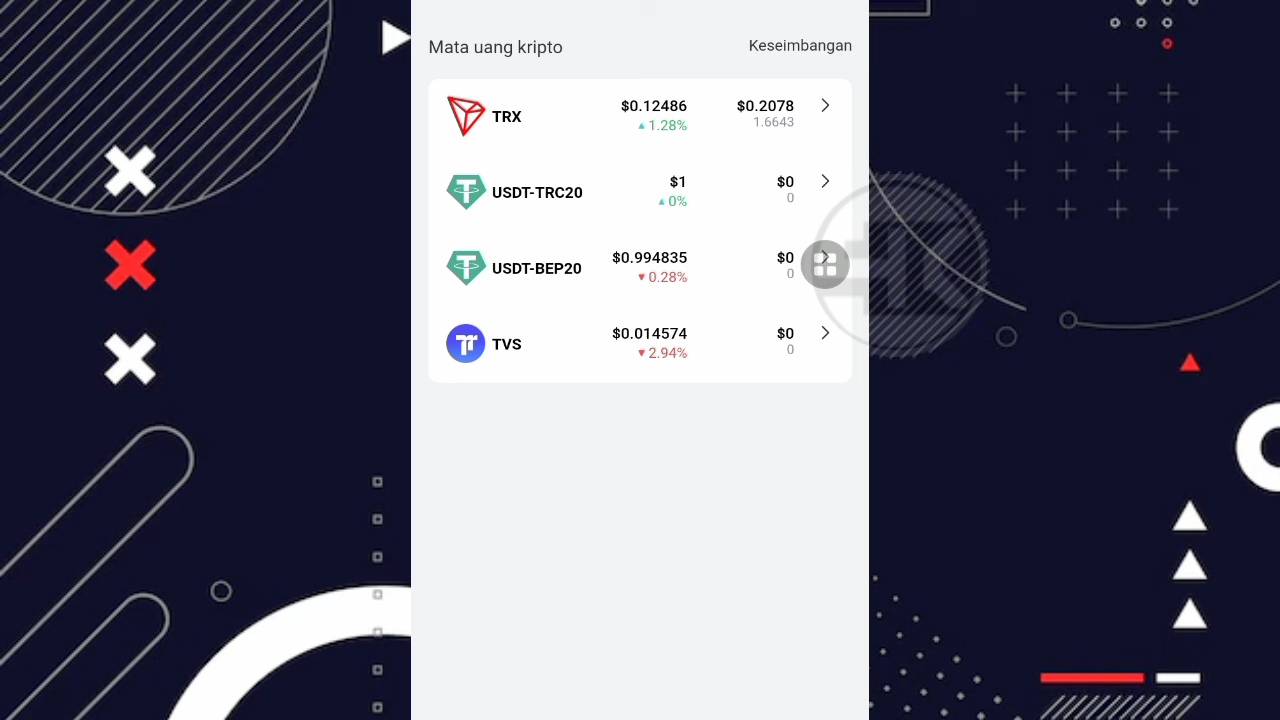 Mata uang kripto Keseimbangan
TRX $0.12486 $0.2078
1.28% 1.6643
USDT-TRC20 $1 $0
0% 0
USDT-BEP20 $0.994835 $0
0.28% 0
TVS $0.014574 $0
2.94% 0